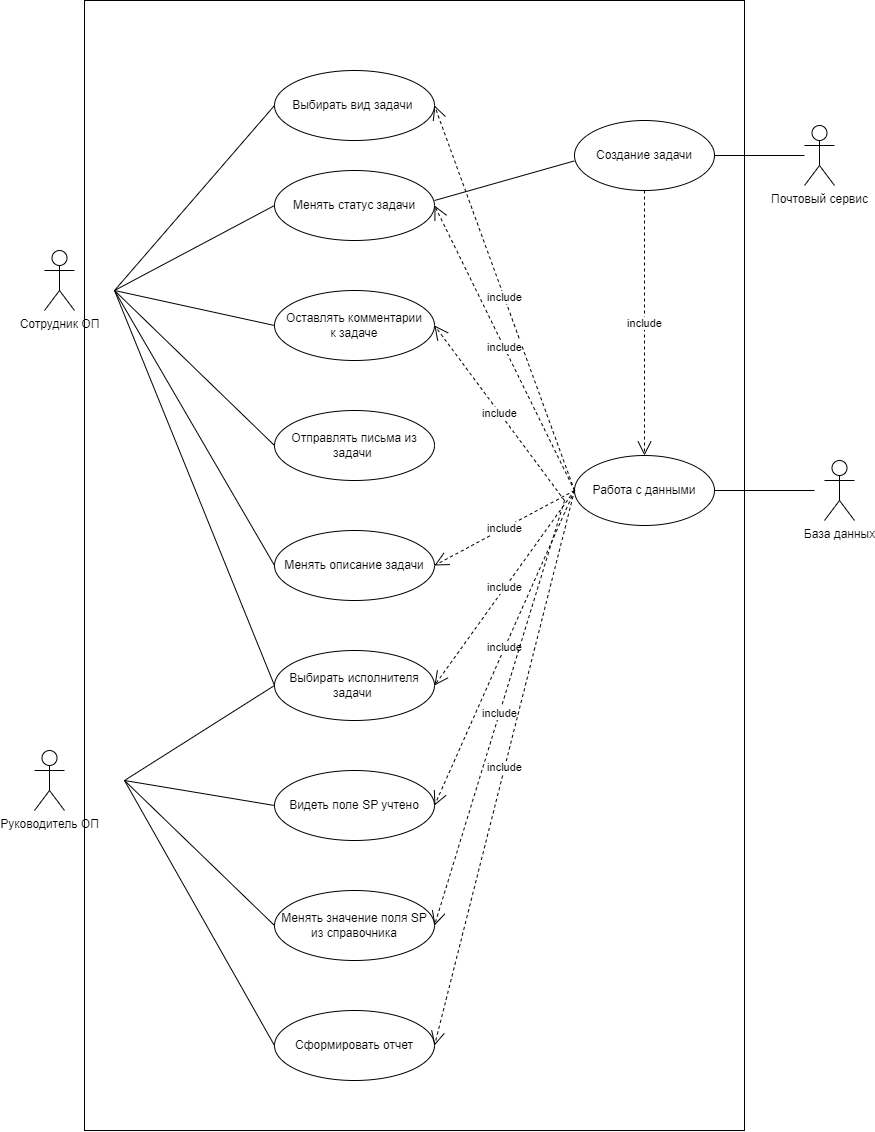 Выбирать вид задачи
Создание задачи
Почтовый сервис
Менять статус задачи
include
Сотрудник ОП
Оставлять комментарии
к задаче
include
include
include
Отправлять письма из
задачи
Работа с данными
База данных
include
Менять описание задачи
include
Выбирать исполнителя
задачи
include
include
include
Руководитель ОП
Видеть поле SP учтено
Менять значение поля SP
из справочника
Сформировать отчет